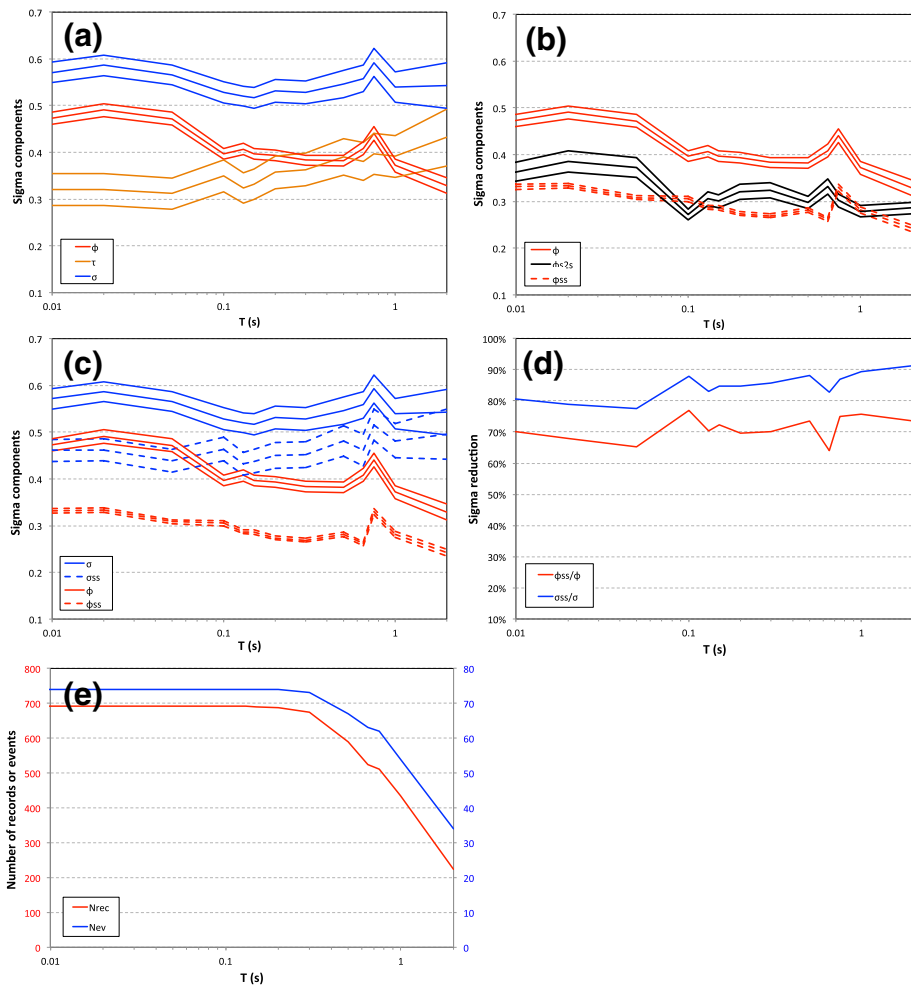 (a)
0.7
0.6
0.5
0.4
0.3
0.2
0.1
Sigma components
ϕ
τ
σ
0.01
0.1
1
T (s)
(b)
0.7
0.6
0.5
0.4
0.3
0.2
0.1
Sigma components
ϕ
ϕs2s
ϕss
0.01
0.1
1
T (s)
(c)
0.7
0.6
0.5
0.4
0.3
0.2
0.1
Sigma components
σ
σss
ϕ
ϕss
0.01
0.1
1
T (s)
(d)
100%
90%
80%
70%
60%
50%
40%
30%
20%
10%
Sigma reduction
ϕss/ϕ
σss/σ
0.01
0.1
1
T (s)
(e)
800
700
600
500
400
300
200
100
0
Number of records or events
80
70
60
50
40
30
20
10
0
Nrec
Nev
0.01
0.1
1
T (s)